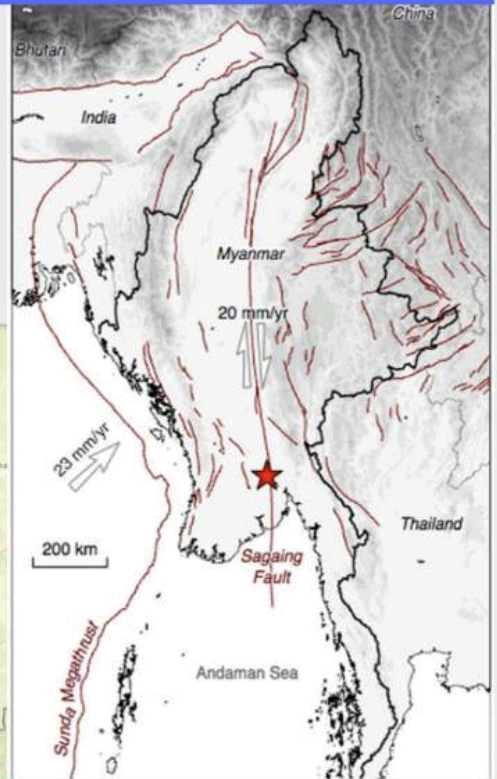 China
Bhutan
India
Myanmar
20 mm/yr
23 mm/yr
200 km
Thailand
Sagaing
Fault
Andaman Sea
Sunda Megathrust